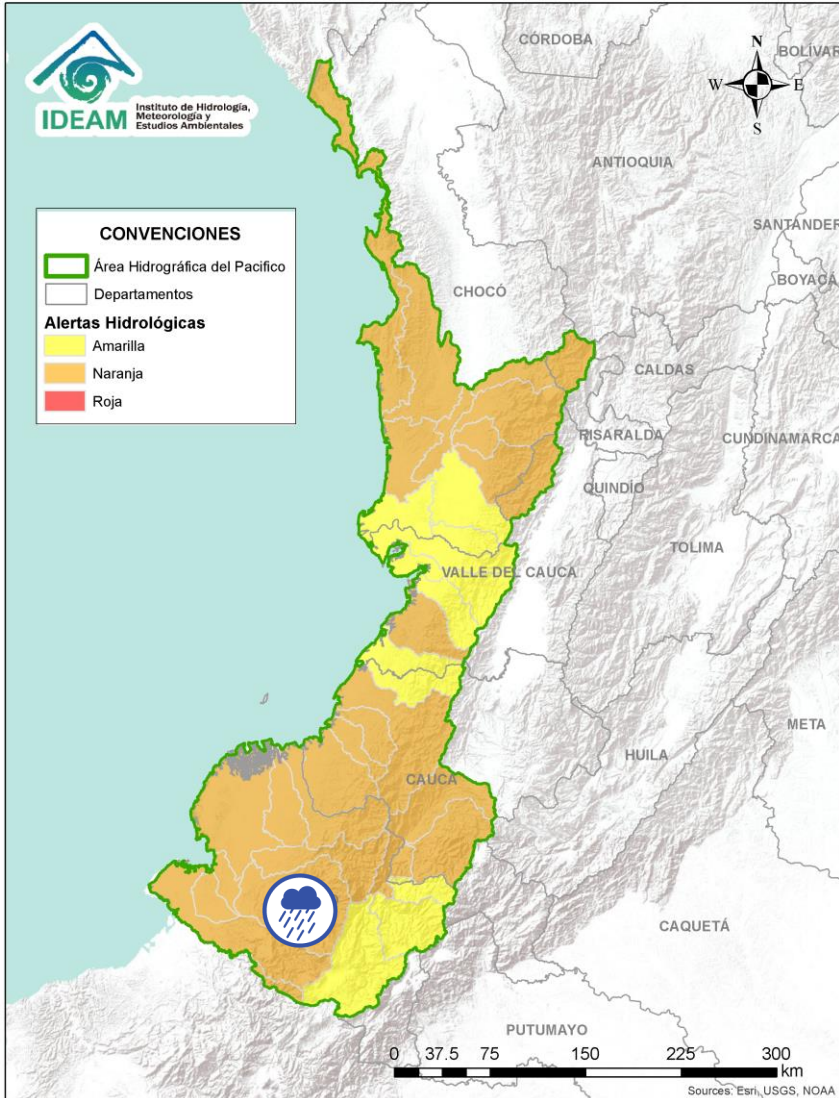 IDEAM
Instituto de Hidrología,
Meteorología y
Estudios Ambientales
CÓRDOBA
BOLÍVAR
N
W
E
S
ANTIOQUIA
SANTANDER
BOYACÁ
CONVENCIONES
Área Hidrográfica del Pacifico
Departamentos
Alertas Hidrológicas
Amarilla
Naranja
Roja
CHOCÓ
CALDAS
RISARALDA
CUNDINAMARCA
QUINDÍO
TOLIMA
VALLE DEL CAUCA
META
HUILA
CAUCA
CAQUETÁ
PUTUMAYO
0 37.5 75 150 225 300
km
Sources: Esri, USGS, NOAA